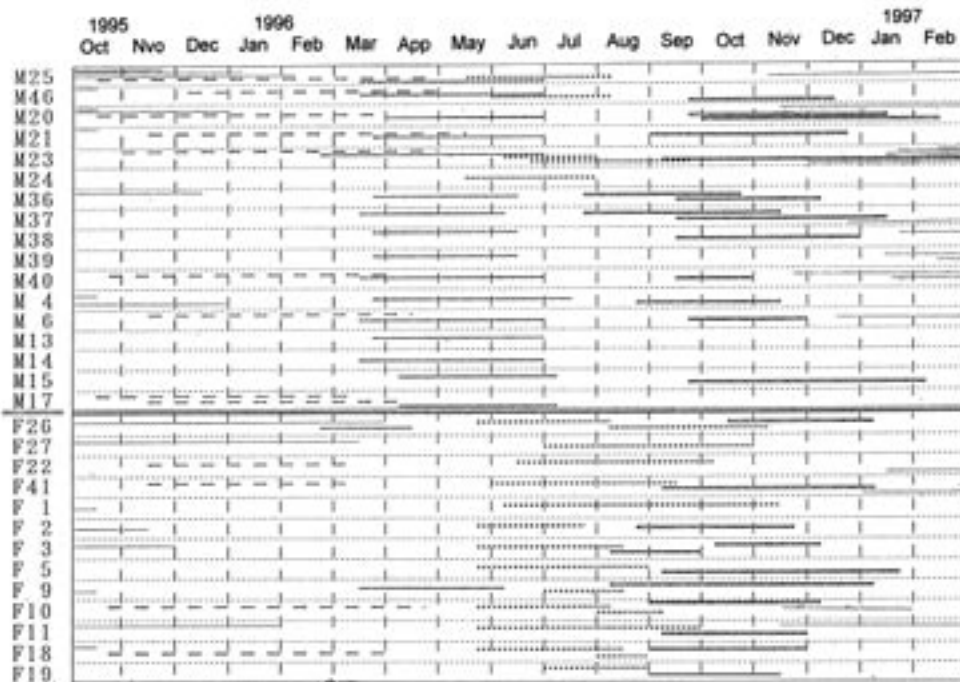 1995 1996 1997
Oct Nvo Dec Jan Feb Mar App May Jun Jul Aug Sep Oct Nov Dec Jan Feb
M25
M46
M20
M21
M23
M24
M36
M37
M38
M39
M40
M 4
M 6
M13
M14
M15
M17
F26
F27
F22
F41
F 1
F 2
F 3
F 5
F 9
F10
F11
F18
F19